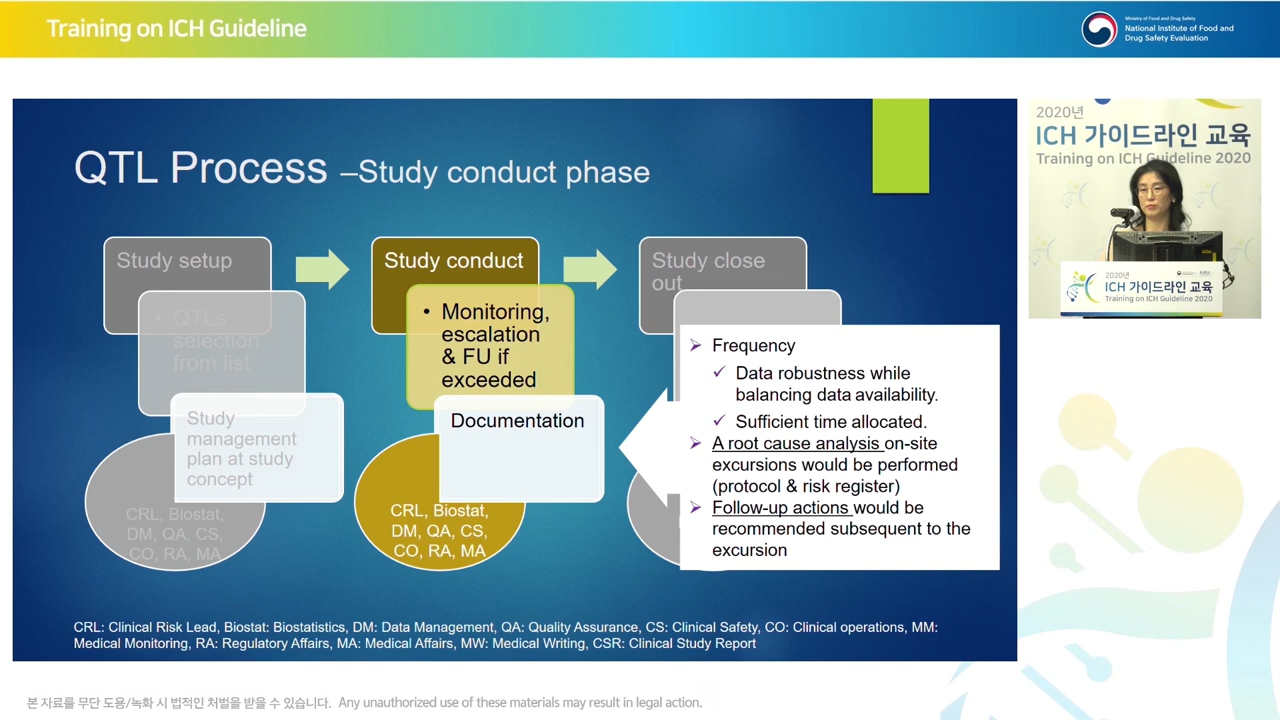 Training on ICH Guideline
Ministry of Food and Drug Safety
National Institute of Food and
Drug Safety Evaluation
QTL Process –Study conduct phase
Study setup
• QTLs
selection
from list
Study
management
plan at study
concept
CRL, Biostat,
DM, QA, CS,
CO, RA, MA
Study conduct
• Monitoring,
escalation
& FU if
exceeded
Documentation
CRL, Biostat,
DM, QA, CS,
CO, RA, MA
Study close
out
Frequency
Data robustness while
balancing data availability.
Sufficient time allocated.
A root cause analysis on-site
excursions would be performed
(protocol & risk register)
Follow-up actions would be
recommended subsequent to the
excursion
CRL: Clinical Risk Lead, Biostat: Biostatistics, DM: Data Management, QA: Quality Assurance, CS: Clinical Safety, CO: Clinical operations, MM:
Medical Monitoring, RA: Regulatory Affairs, MA: Medical Affairs, MW: Medical Writing, CSR: Clinical Study Report
2020년
ICH 가이드라인 교육
Training on ICH Guideline 2020
2020년
ICH 가이드라인 교육
Training on ICH Guideline 2020
본 자료를 무단 도용/녹화 시 법적인 처벌을 받을 수 있습니다. Any unauthorized use of these materials may result in legal action.